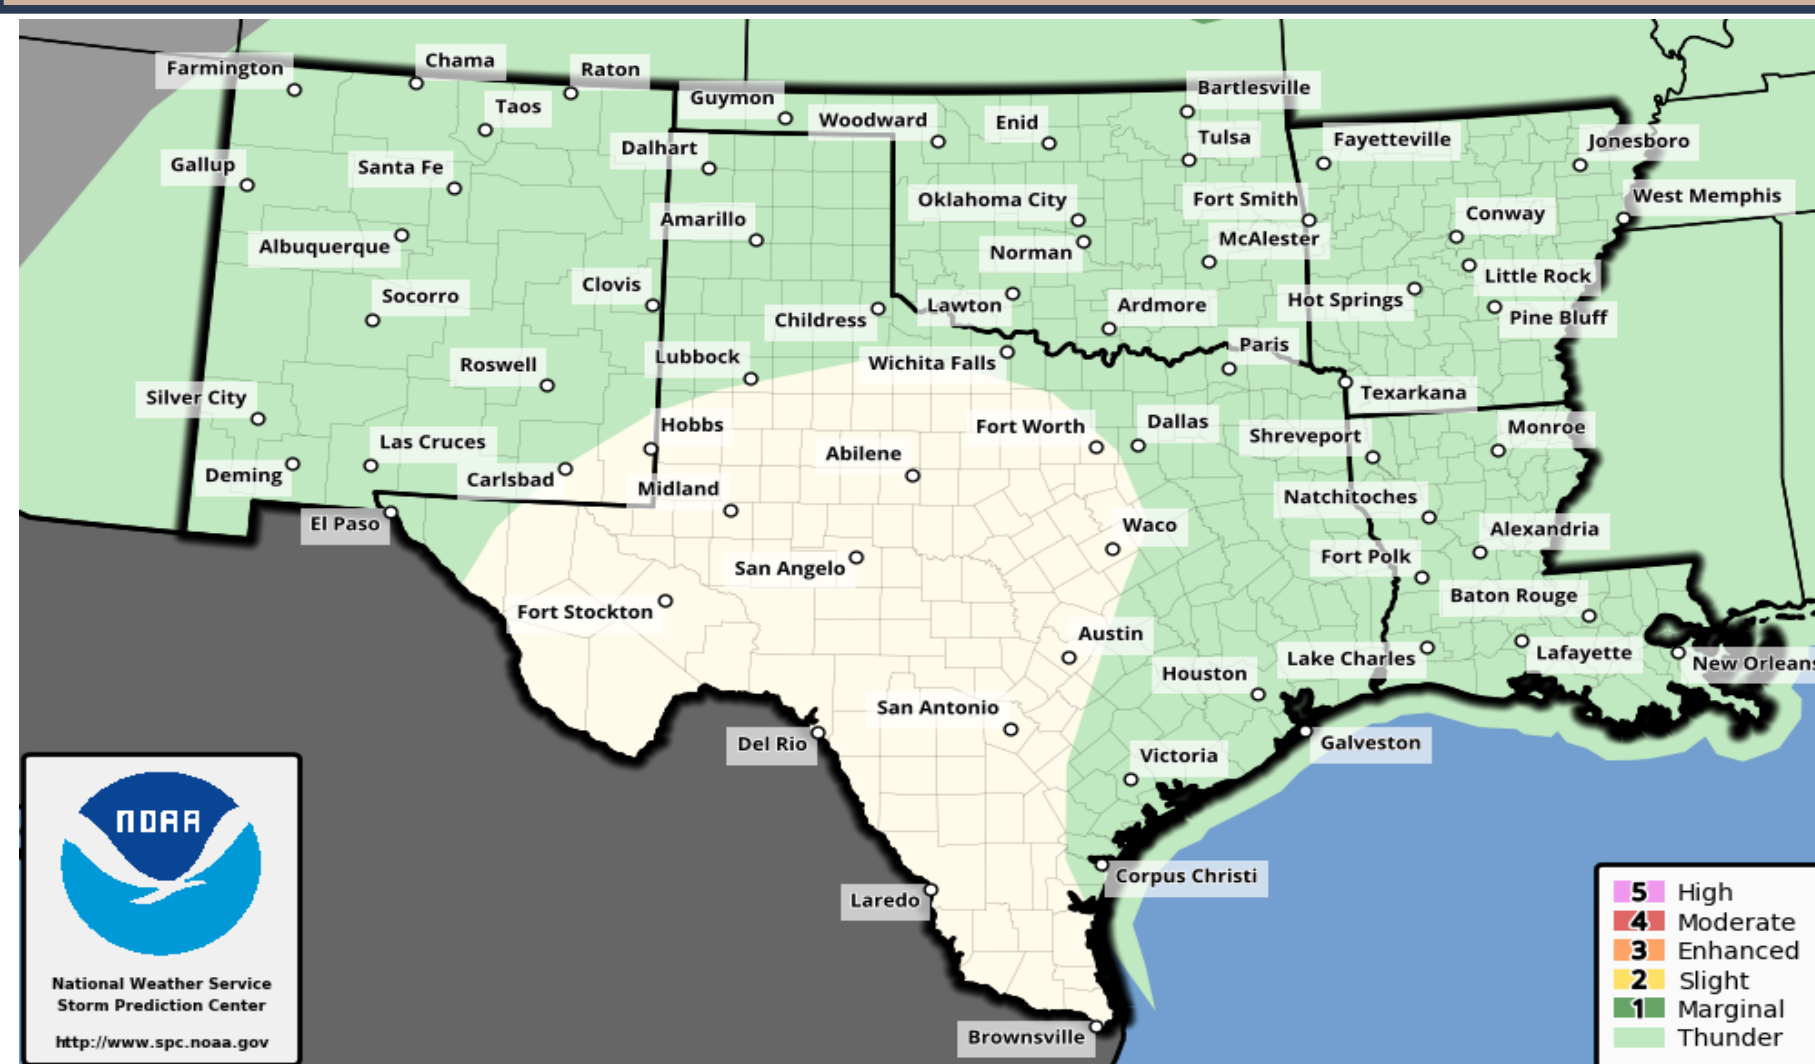 Farmington
Chama
Raton
Taos
Guymon
Woodward
Enid
Bartlesville
Tulsa
Fayetteville
Jonesboro
Gallup
Santa Fe
Dalhart
Oklahoma City
Fort Smith
West Memphis
Conway
Amarillo
Albuquerque
Norman
McAlester
Little Rock
Socorro
Clovis
Childress
Lawton
Ardmore
Hot Springs
Pine Bluff
Roswell
Lubbock
Wichita Falls
Paris
Silver City
Texarkana
Hobbs
Fort Worth
Dallas
Shreveport
Monroe
Las Cruces
Abilene
Deming
Carlsbad
Midland
Natchitoches
El Paso
Waco
Alexandria
San Angelo
Fort Polk
Fort Stockton
Baton Rouge
Austin
Lake Charles
Lafayette
New Orleans
Houston
San Antonio
Del Rio
Galveston
Victoria
Laredo
Corpus Christi
Brownsville
NOAA
National Weather Service
Storm Prediction Center
http://www.spc.noaa.gov
5 High
4 Moderate
3 Enhanced
2 Slight
1 Marginal
Thunder